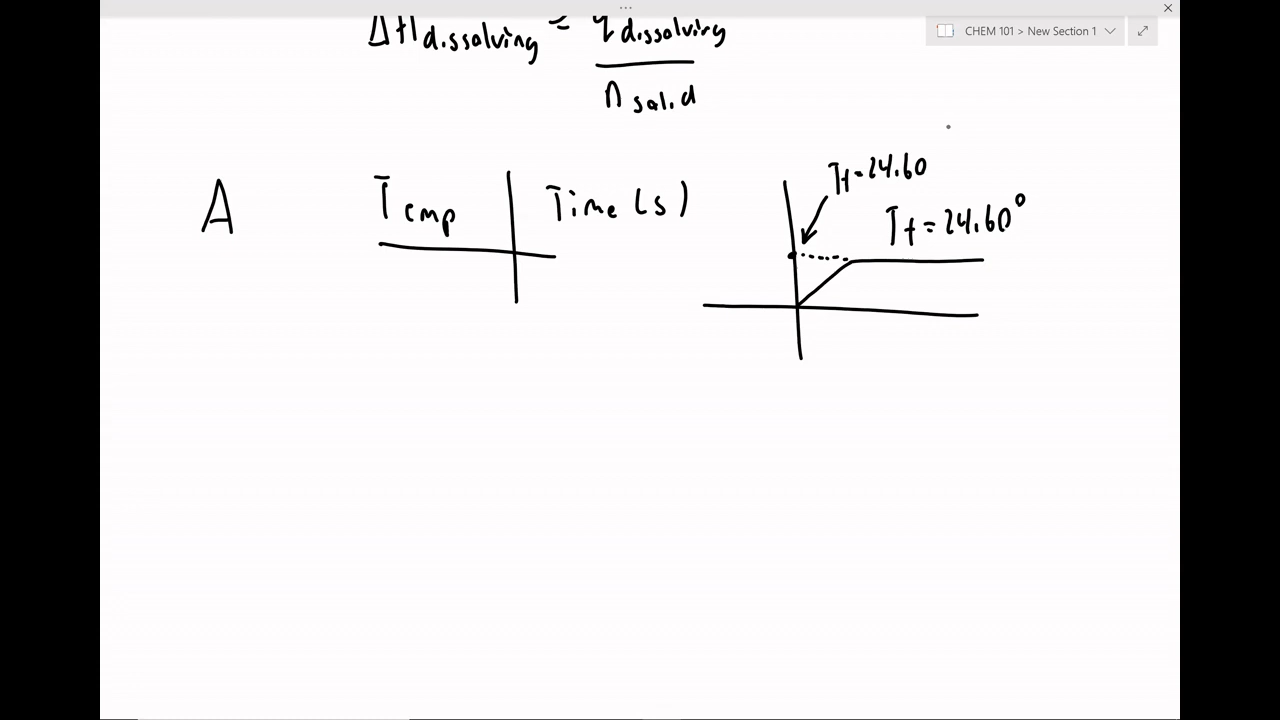 CHEM 101 > New Section 1
ΔH dissolving = q dissolving
n solid
A
Temp Time (s)
Tf = 24.60
Tf = 24.60°